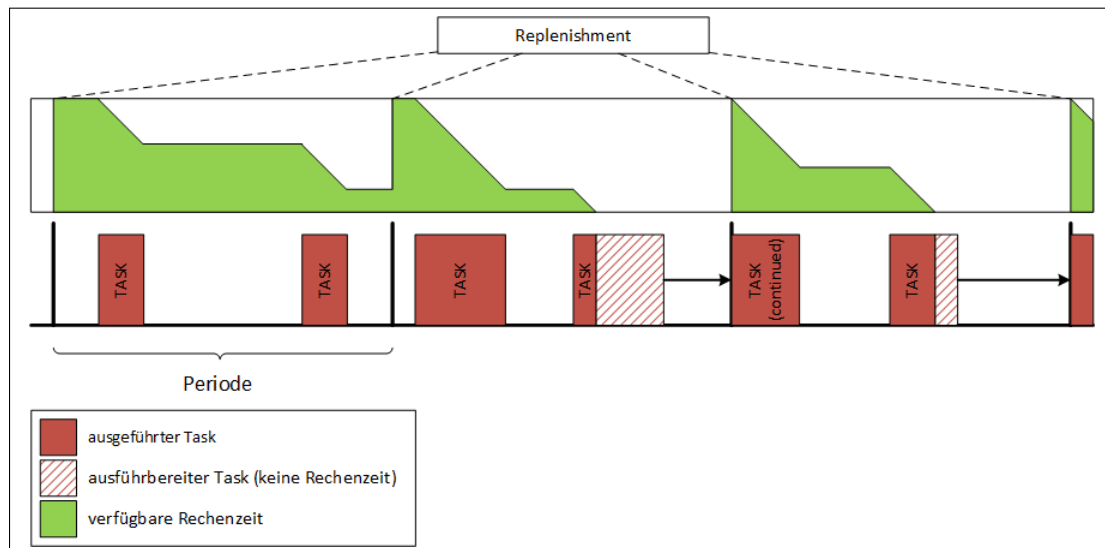 Replenishment
TASK
TASK
TASK
TASK
TASK
(continued)
TASK
Periode
ausgeführter Task
ausführbereiter Task (keine Rechenzeit)
verfügbare Rechenzeit